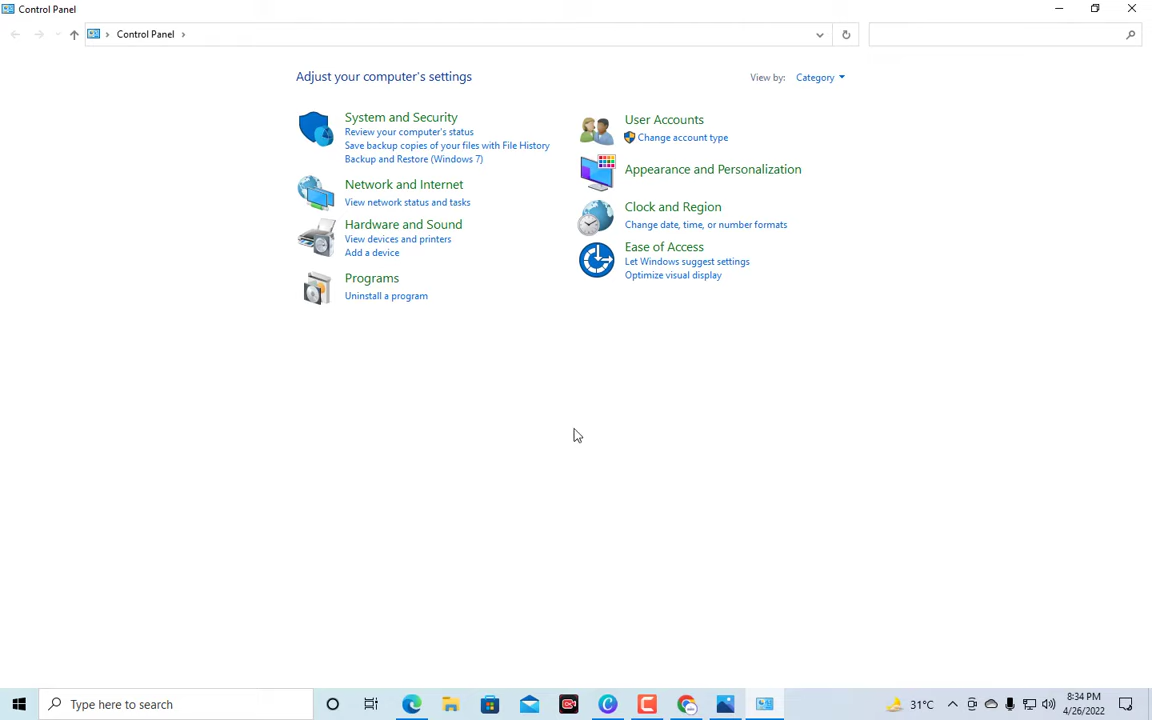 Control Panel
Control Panel
Adjust your computer's settings
View by: Category
System and Security
Review your computer's status
Save backup copies of your files with File History
Backup and Restore (Windows 7)
Network and Internet
View network status and tasks
Hardware and Sound
View devices and printers
Add a device
Programs
Uninstall a program
User Accounts
Change account type
Appearance and Personalization
Clock and Region
Change date, time, or number formats
Ease of Access
Let Windows suggest settings
Optimize visual display
Type here to search
31°C
8:34 PM
4/26/2022